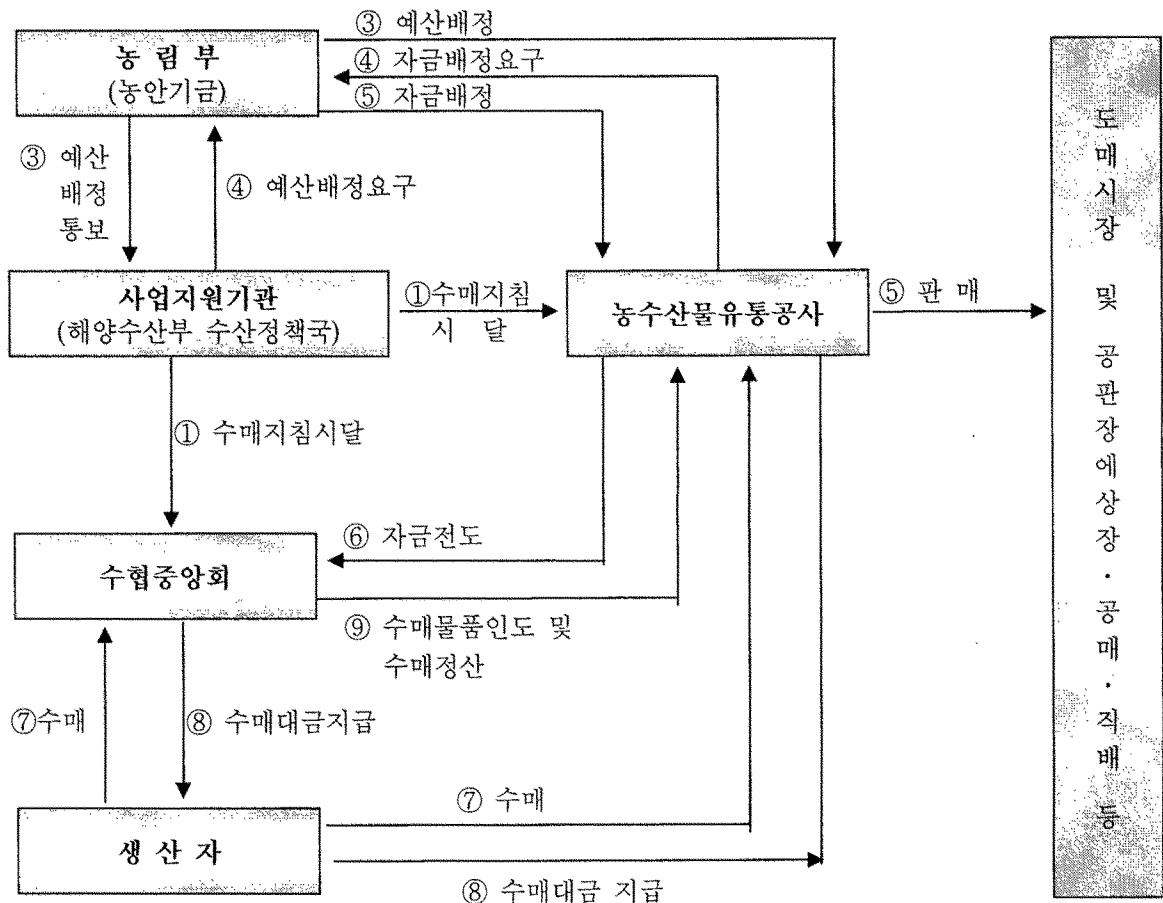 ③ 예산배정
농 림 부
(농안기금)
④ 자금배정요구
⑤ 자금배정
③ 예산
배정
통보
④ 예산배정요구
사업지원기관
(해양수산부 수산정책국)
①수매지침
시 달
농수산물유통공사
⑤ 판 매
① 수매지침시달
⑥ 자금전도
수협중앙회
⑨ 수매물품인도 및
수매정산
⑦수매
⑧ 수매대금지급
⑦ 수매
생 산 자
⑧ 수매대금 지급
도매시장 및 공판장에상장·공매·직배 등